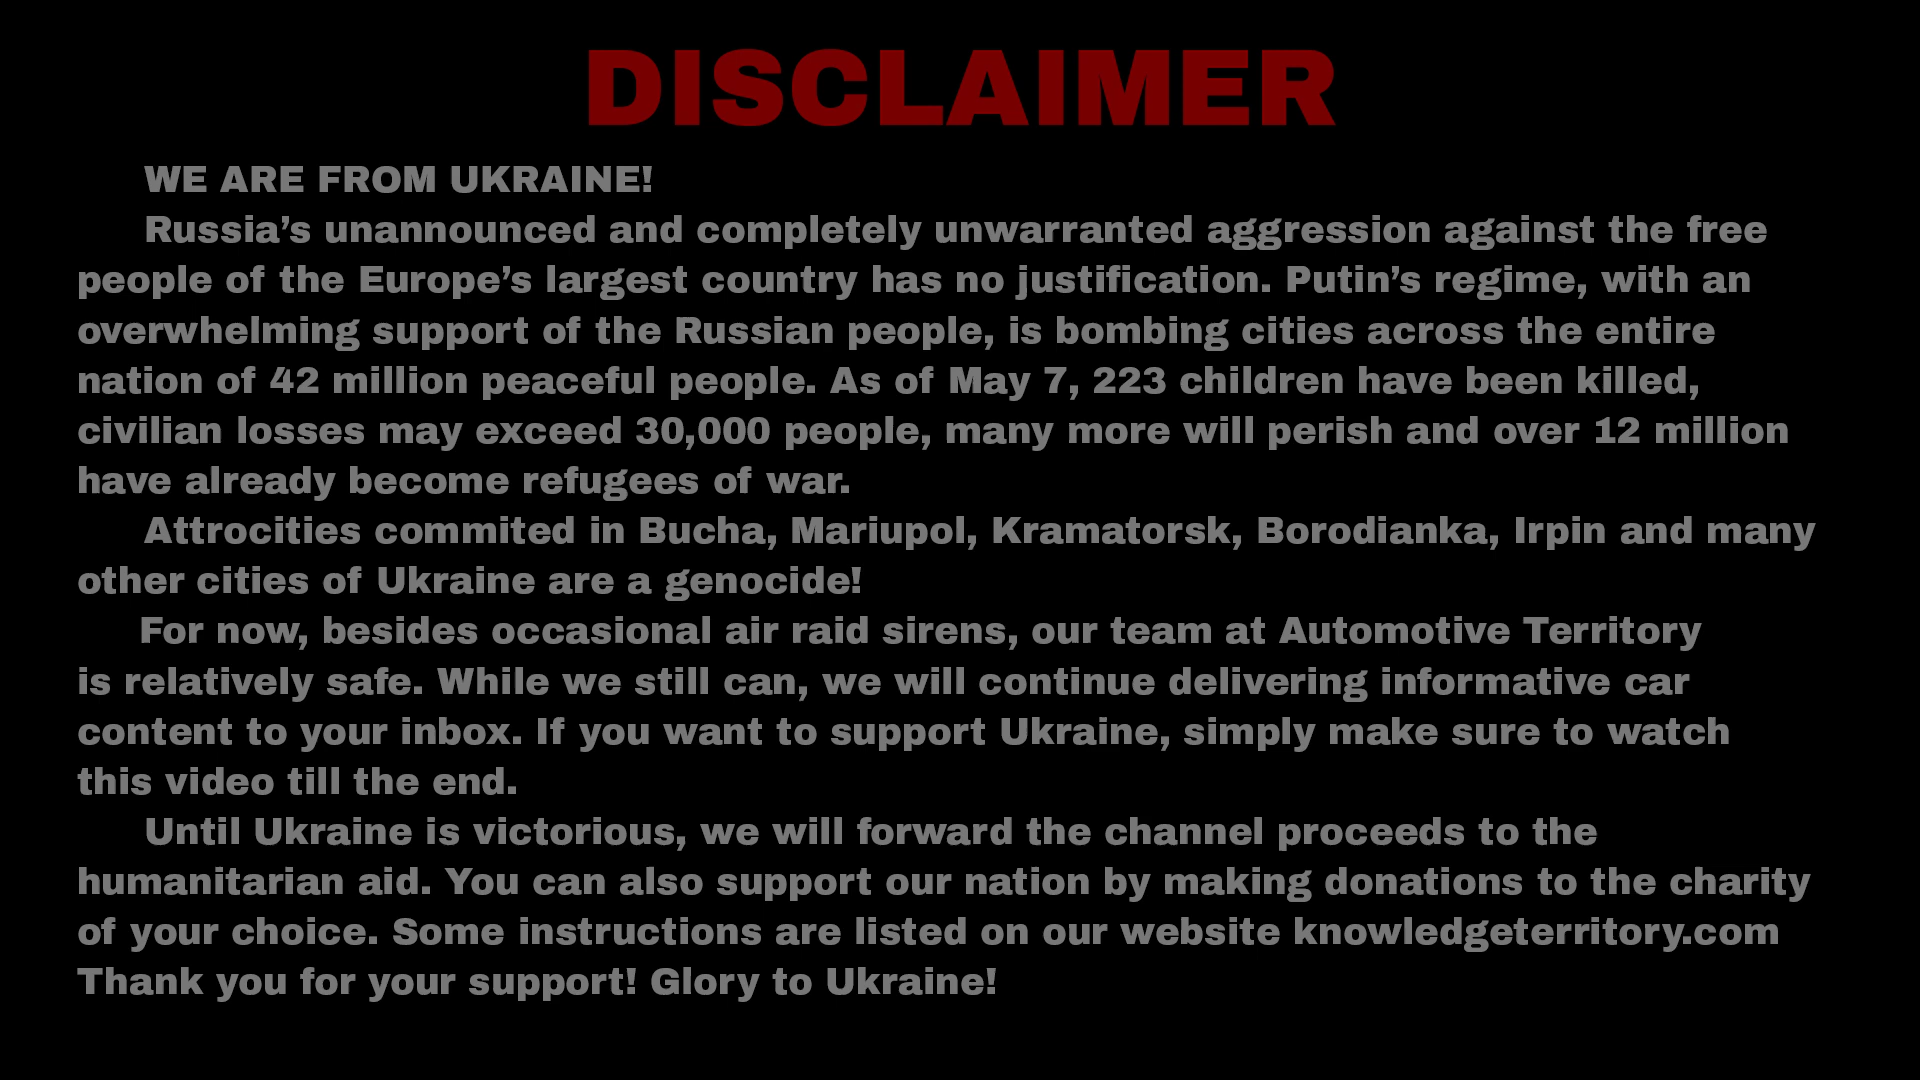 DISCLAIMER
WE ARE FROM UKRAINE!
Russia’s unannounced and completely unwarranted aggression against the free
people of the Europe’s largest country has no justification. Putin’s regime, with an
overwhelming support of the Russian people, is bombing cities across the entire
nation of 42 million peaceful people. As of May 7, 223 children have been killed,
civilian losses may exceed 30,000 people, many more will perish and over 12 million
have already become refugees of war.
Attrocities commited in Bucha, Mariupol, Kramatorsk, Borodianka, Irpin and many
other cities of Ukraine are a genocide!
For now, besides occasional air raid sirens, our team at Automotive Territory
is relatively safe. While we still can, we will continue delivering informative car
content to your inbox. If you want to support Ukraine, simply make sure to watch
this video till the end.
Until Ukraine is victorious, we will forward the channel proceeds to the
humanitarian aid. You can also support our nation by making donations to the charity
of your choice. Some instructions are listed on our website knowledgeterritory.com
Thank you for your support! Glory to Ukraine!